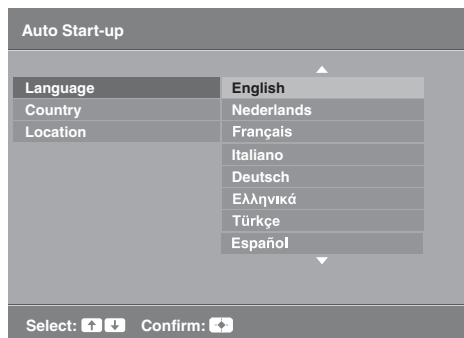 Auto Start-up
Language
Country
Location
English
Nederlands
Français
Italiano
Deutsch
Ελληνικά
Türkçe
Español
Select: Confirm: